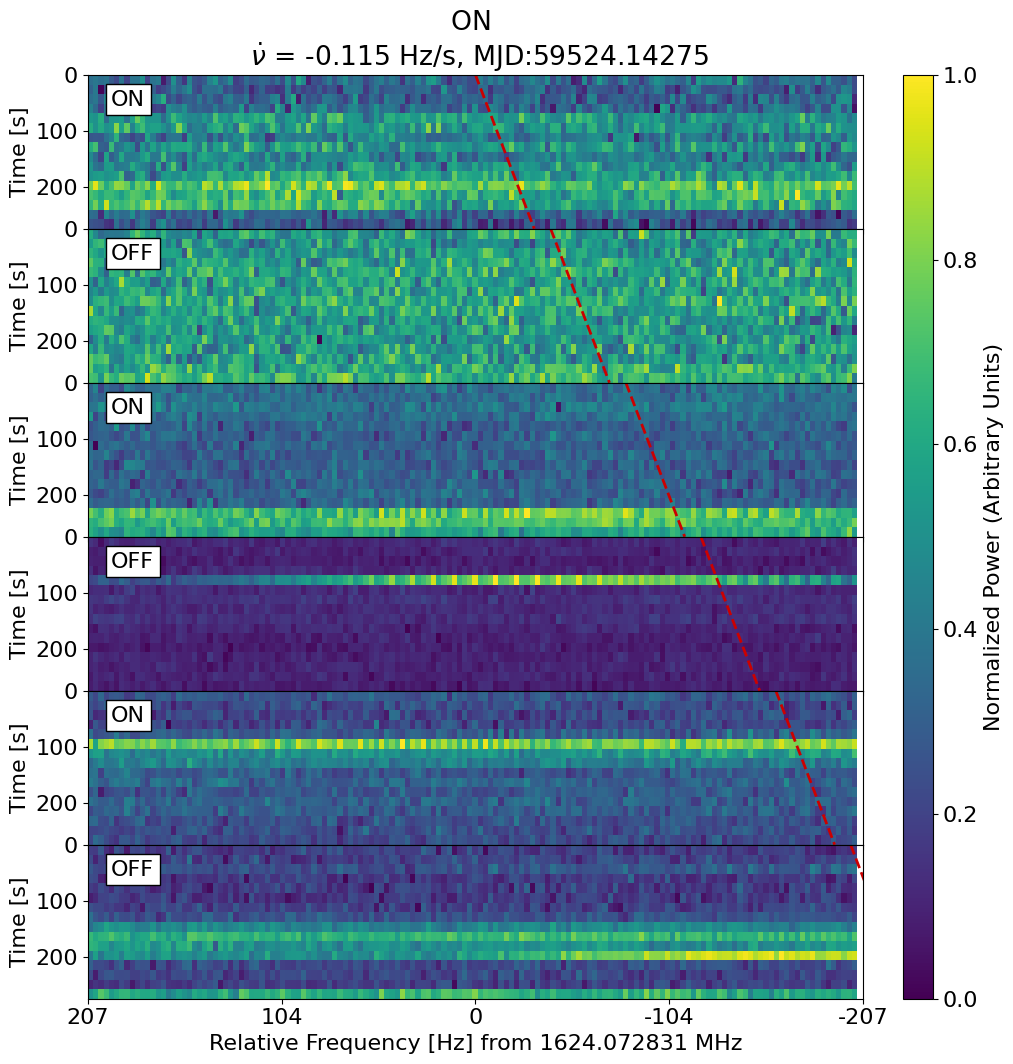 ON
ν̇ = -0.115 Hz/s, MJD:59524.14275
0
ON
100
Time [s]
200
0
OFF
100
Time [s]
200
0
ON
100
Time [s]
200
0
OFF
100
Time [s]
200
0
ON
100
Time [s]
200
0
OFF
100
Time [s]
200
207 104 0 -104 -207
Relative Frequency [Hz] from 1624.072831 MHz
1.0
0.8
0.6
0.4
0.2
0.0
Normalized Power (Arbitrary Units)